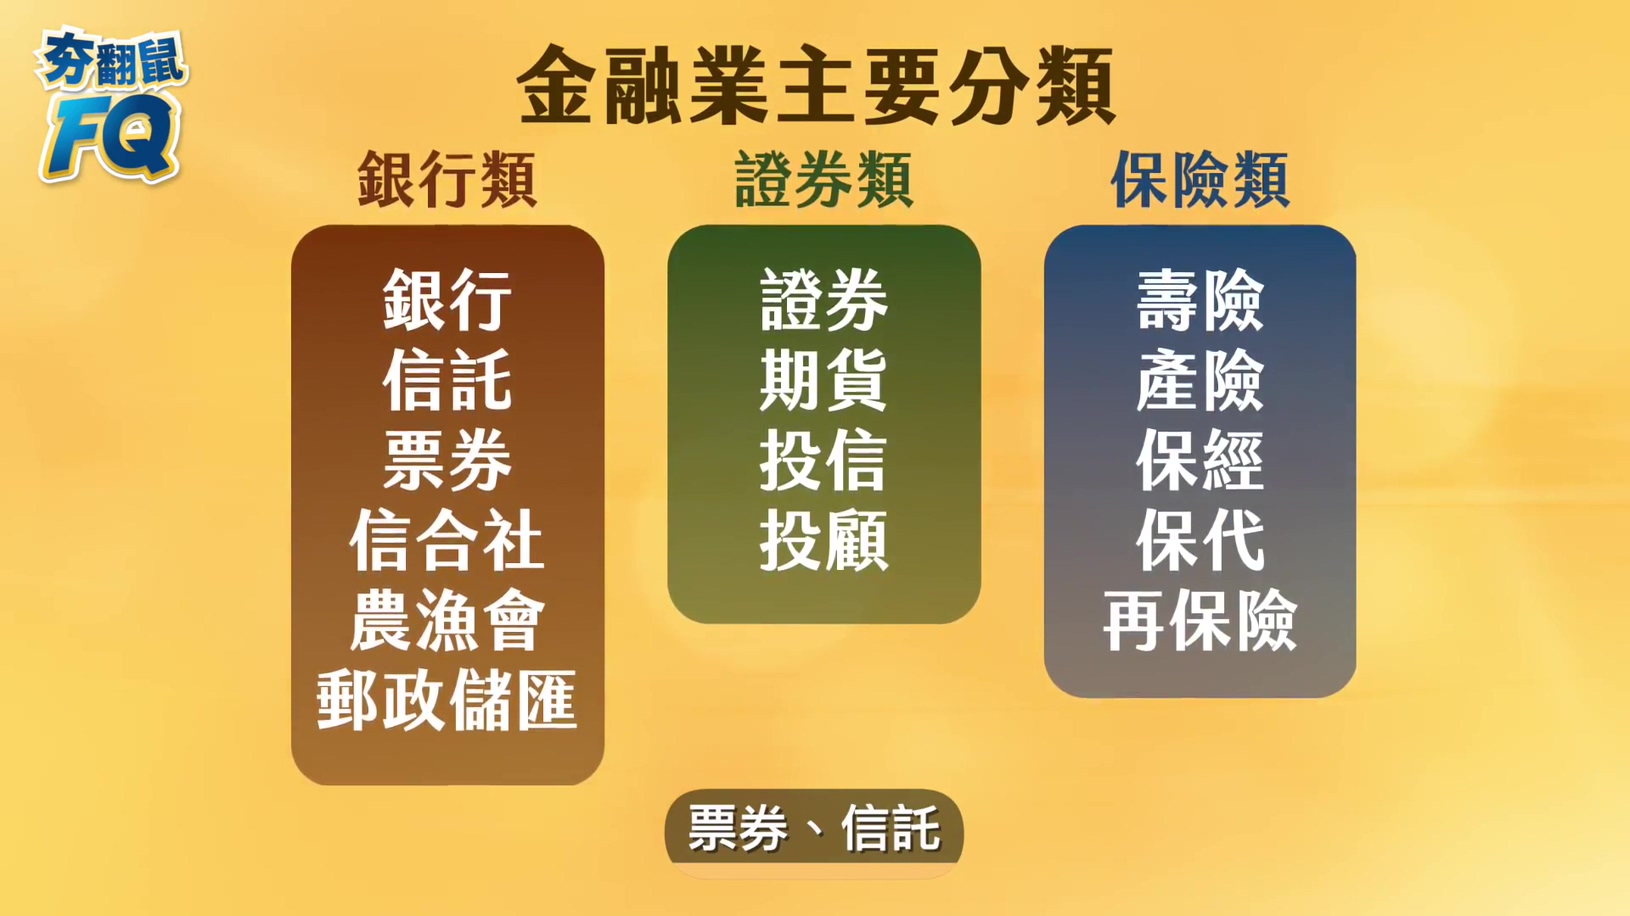 夯翻鼠
FQ
金融業主要分類
銀行類
銀行
信託
票券
信合社
農漁會
郵政儲匯
證券類
證券
期貨
投信
投顧
保險類
壽險
產險
保經
保代
再保險
票券、信託